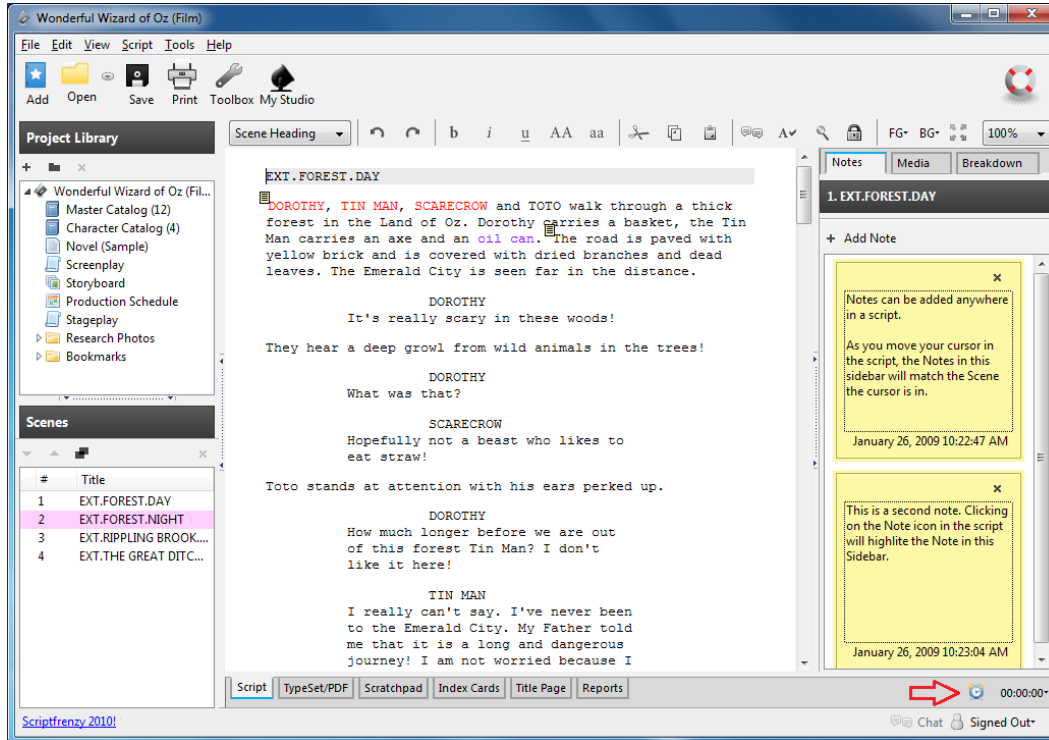 Wonderful Wizard of Oz (Film)
File Edit View Script Tools Help
Add Open Save Print Toolbox My Studio
Project Library
Wonderful Wizard of Oz (Fil...
Master Catalog (12)
Character Catalog (4)
Novel (Sample)
Screenplay
Storyboard
Production Schedule
Stageplay
Research Photos
Bookmarks
Scenes
# Title
1 EXT.FOREST.DAY
2 EXT.FOREST.NIGHT
3 EXT.RIPPLING BROOK....
4 EXT.THE GREAT DITC...
Scene Heading b i u AA aa A FG BG 100%
EXT.FOREST.DAY
DOROTHY, TIN MAN, SCARECROW and TOTO walk through a thick
forest in the Land of Oz. Dorothy carries a basket, the Tin
Man carries an axe and an oil can. The road is paved with
yellow brick and is covered with dried branches and dead
leaves. The Emerald City is seen far in the distance.
DOROTHY
It's really scary in these woods!
They hear a deep growl from wild animals in the trees!
DOROTHY
What was that?
SCARECROW
Hopefully not a beast who likes to
eat straw!
Toto stands at attention with his ears perked up.
DOROTHY
How much longer before we are out
of this forest Tin Man? I don't
like it here!
TIN MAN
I really can't say. I've never been
to the Emerald City. My Father told
me that it is a long and dangerous
journey! I am not worried because I
Notes Media Breakdown
1. EXT.FOREST.DAY
+ Add Note
Notes can be added anywhere
in a script.
As you move your cursor in
the script, the Notes in this
sidebar will match the Scene
the cursor is in.
January 26, 2009 10:22:47 AM
This is a second note. Clicking
on the Note icon in the script
will highlite the Note in this
Sidebar.
January 26, 2009 10:23:04 AM
Script TypeSet/PDF Scratchpad Index Cards Title Page Reports
00:00:00
Scriptfrenzy 2010!
Chat Signed Out